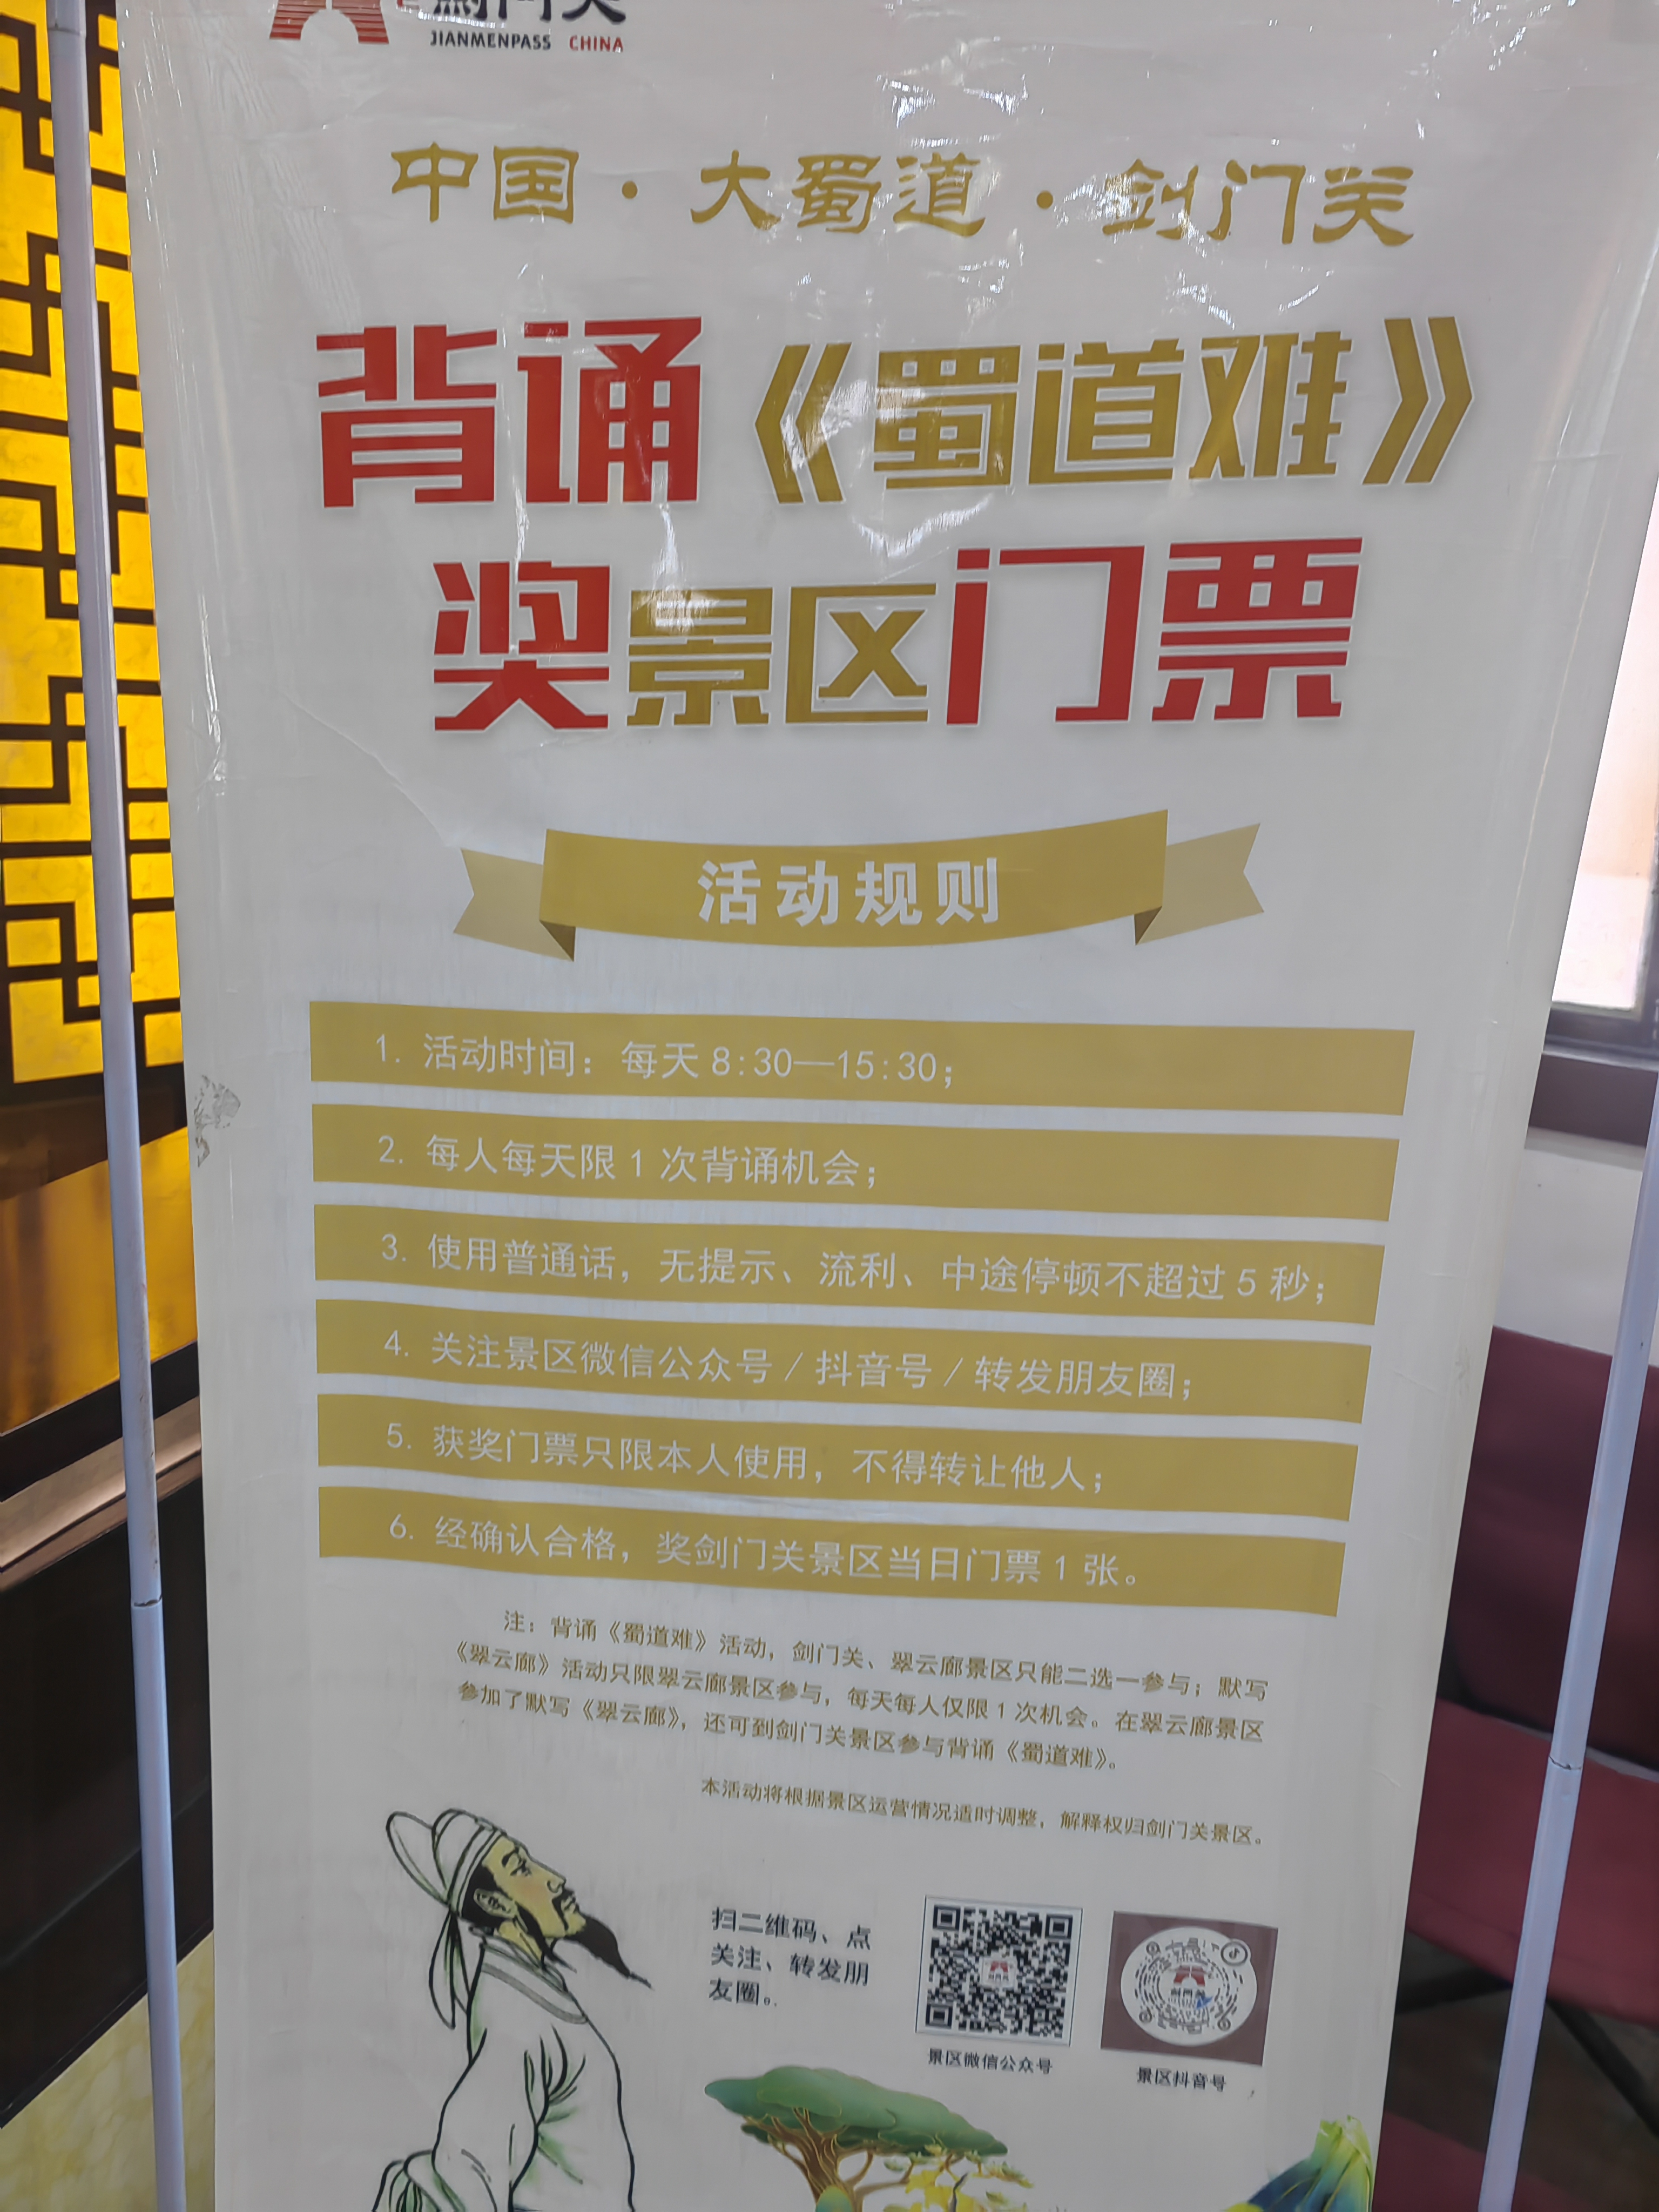 JIANMENPASS CHINA
中国·大蜀道·剑门关
背诵《蜀道难》
奖景区门票
活动规则
1. 活动时间：每天 8:30—15:30；
2. 每人每天限 1 次背诵机会；
3. 使用普通话，无提示、流利、中途停顿不超过 5 秒；
4. 关注景区微信公众号/抖音号/转发朋友圈；
5. 获奖门票只限本人使用，不得转让他人；
6. 经确认合格，奖剑门关景区当日门票 1 张。
注：背诵《蜀道难》活动，剑门关、翠云廊景区只能二选一参与；默写
《翠云廊》活动只限翠云廊景区参与，每天每人仅限 1 次机会。在翠云廊景区
参加了默写《翠云廊》，还可到剑门关景区参与背诵《蜀道难》。
本活动将根据景区运营情况适时调整，解释权归剑门关景区。
扫二维码、点
关注、转发朋
友圈。
景区微信公众号
景区抖音号